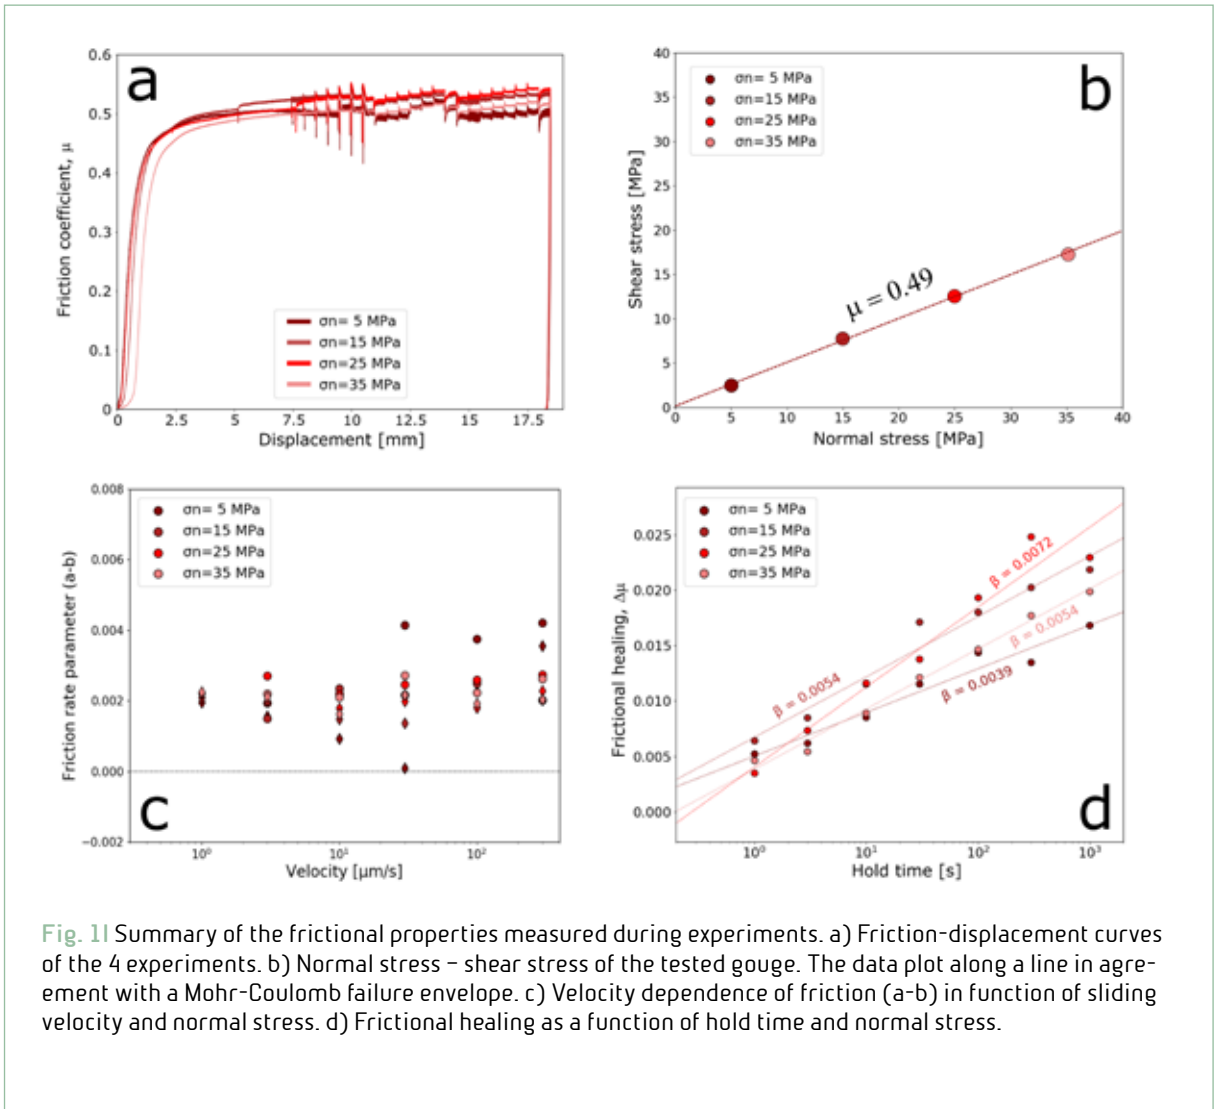 a
0.6
0.5
0.4
0.3
0.2
0.1
0
Friction coefficient, μ
σn= 5 MPa
σn=15 MPa
σn=25 MPa
σn=35 MPa
0 2.5 5 7.5 10 12.5 15 17.5
Displacement [mm]
b
40
35
30
25
20
15
10
5
0
Shear stress [MPa]
σn= 5 MPa
σn=15 MPa
σn=25 MPa
σn=35 MPa
μ = 0.49
0 5 10 15 20 25 30 35 40
Normal stress [MPa]
0.008
0.006
0.004
0.002
0.000
−0.002
Friction rate parameter (a-b)
σn= 5 MPa
σn=15 MPa
σn=25 MPa
σn=35 MPa
c
10⁰ 10¹ 10²
Velocity [μm/s]
0.025
0.020
0.015
0.010
0.005
0.000
Frictional healing, Δμ
σn= 5 MPa
σn=15 MPa
σn=25 MPa
σn=35 MPa
β = 0.0072
β = 0.0054
β = 0.0054
β = 0.0039
d
10⁰ 10¹ 10² 10³
Hold time [s]
Fig. 1| Summary of the frictional properties measured during experiments. a) Friction-displacement curves
of the 4 experiments. b) Normal stress – shear stress of the tested gouge. The data plot along a line in agre-
ement with a Mohr-Coulomb failure envelope. c) Velocity dependence of friction (a-b) in function of sliding
velocity and normal stress. d) Frictional healing as a function of hold time and normal stress.